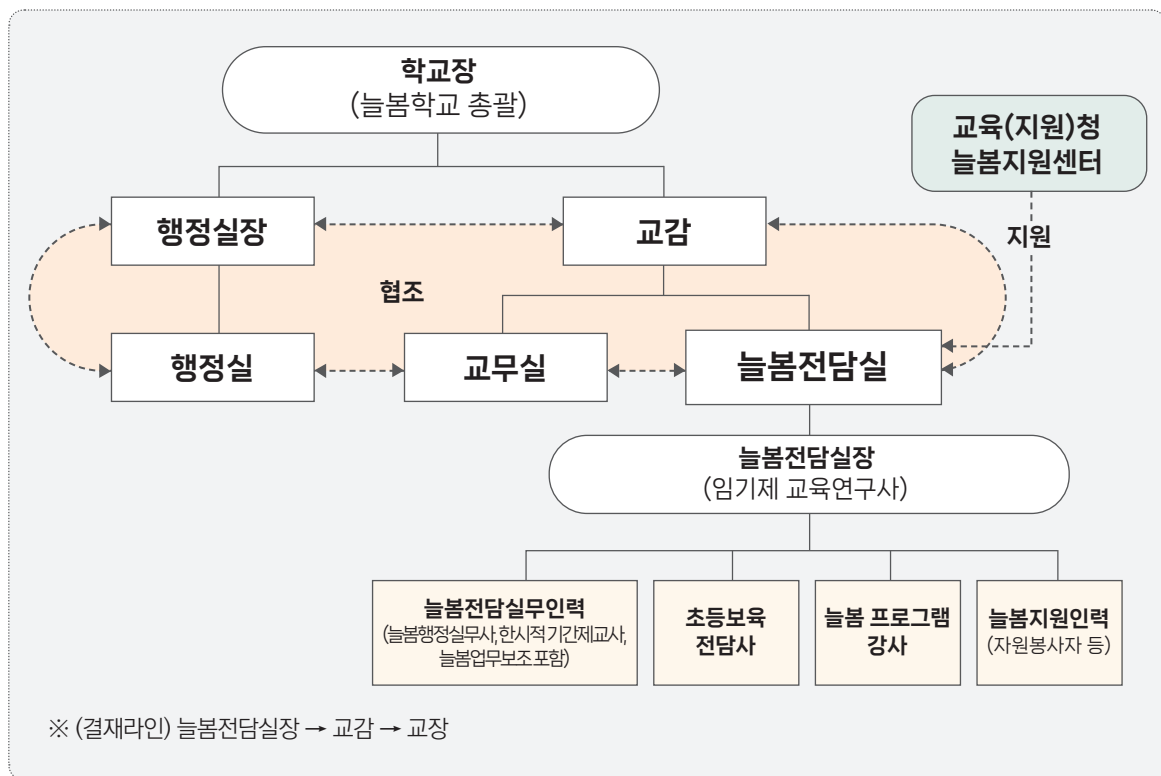 학교장
(늘봄학교 총괄)
교육(지원)청
늘봄지원센터
행정실장
교감
지원
협조
행정실
교무실
늘봄전담실
늘봄전담실장
(임기제 교육연구사)
늘봄전담실무인력
(늘봄행정실무사, 한시적 기간제교사,
늘봄업무보조 포함)
초등보육
전담사
늘봄 프로그램
강사
늘봄지원인력
(자원봉사자 등)
※ (결재라인) 늘봄전담실장 → 교감 → 교장